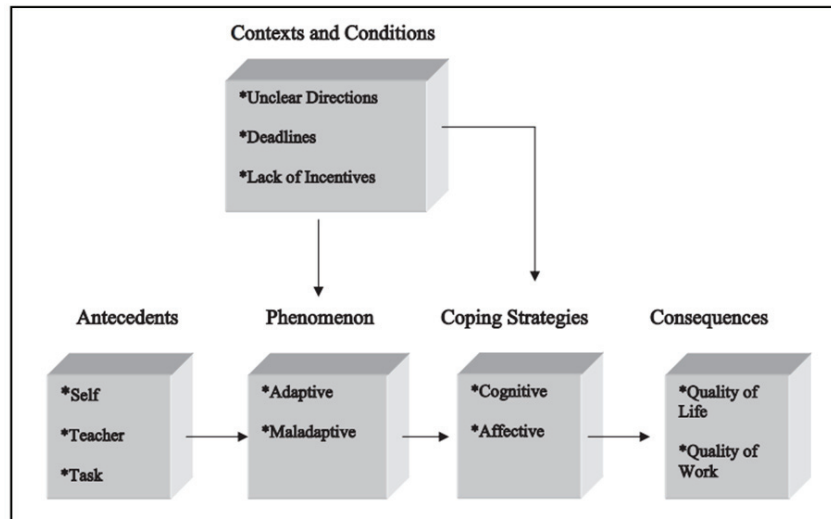 Contexts and Conditions
*Unclear Directions
*Deadlines
*Lack of Incentives
Antecedents
Phenomenon
Coping Strategies
Consequences
*Self
*Teacher
*Task
*Adaptive
*Maladaptive
*Cognitive
*Affective
*Quality of
Life
*Quality of
Work